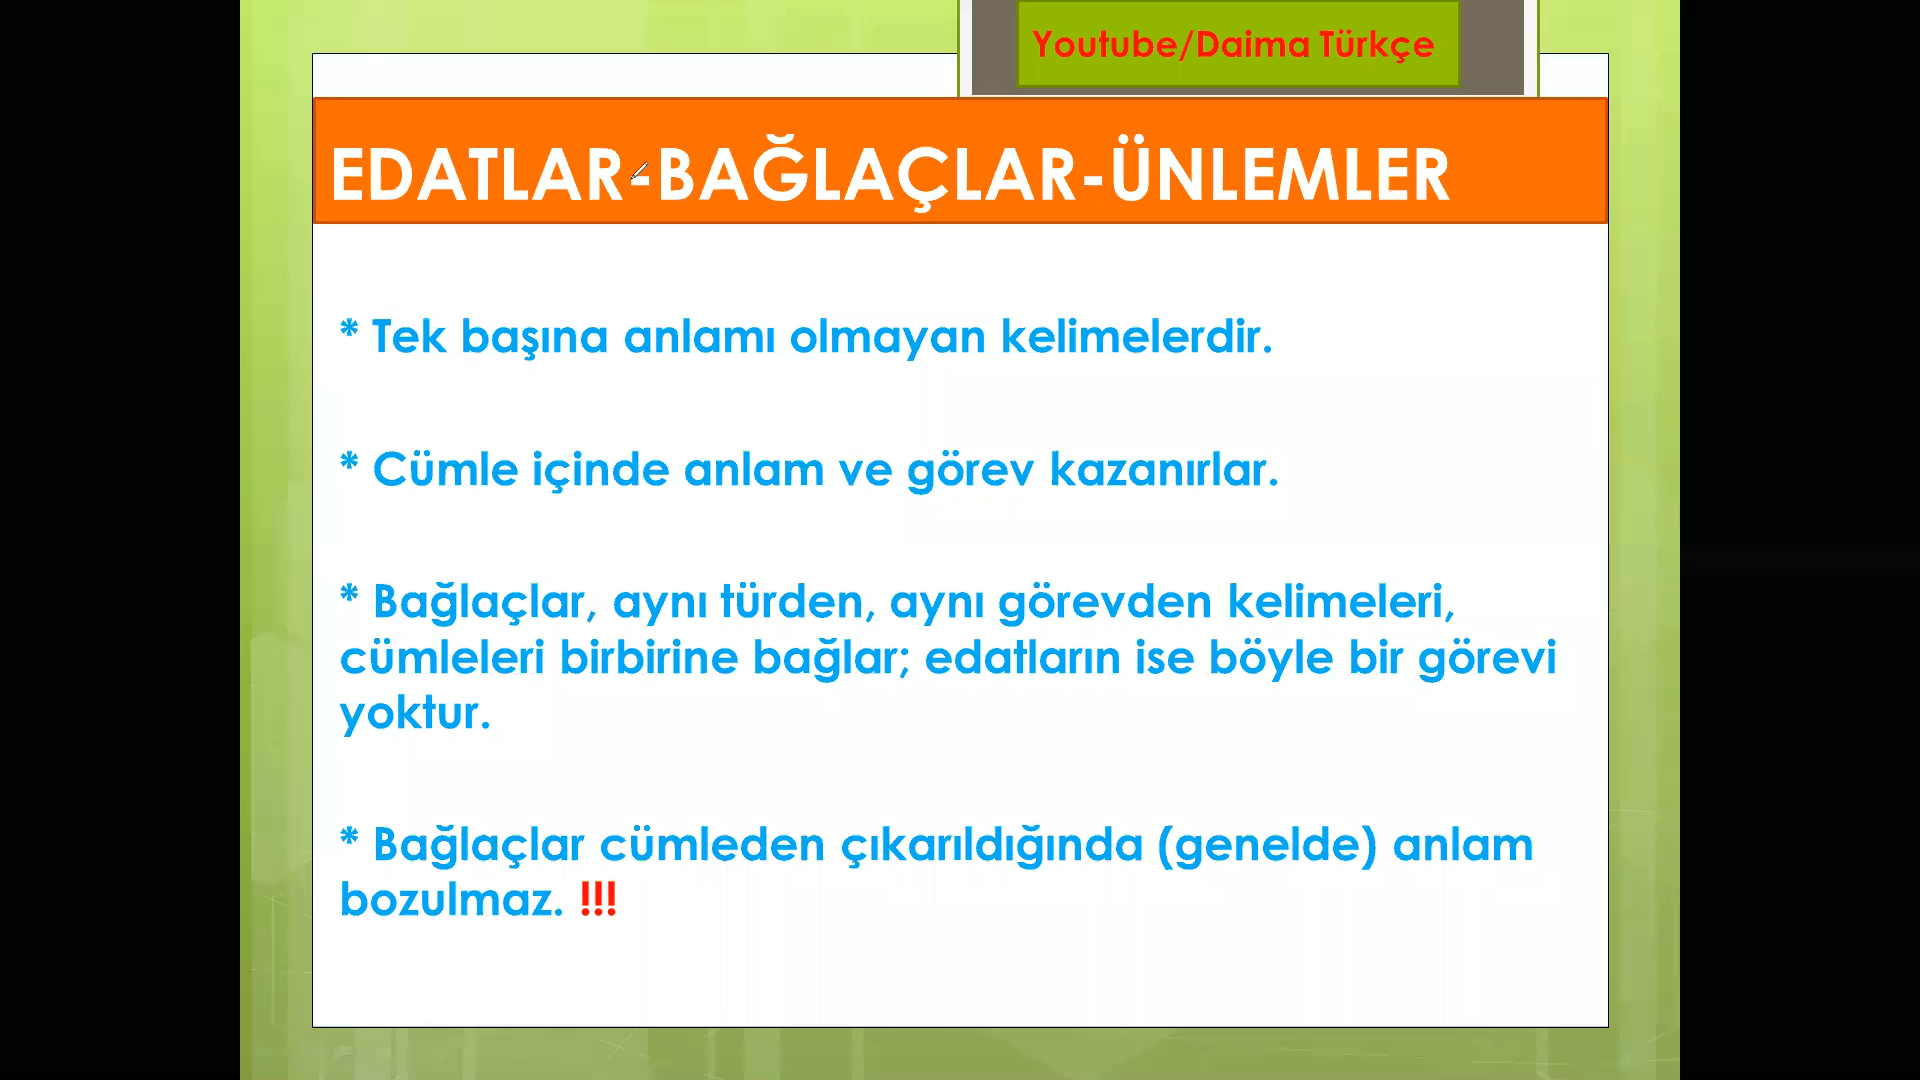 Youtube/Daima Türkçe
EDATLAR-BAĞLAÇLAR-ÜNLEMLER
* Tek başına anlamı olmayan kelimelerdir.
* Cümle içinde anlam ve görev kazanırlar.
* Bağlaçlar, aynı türden, aynı görevden kelimeleri,
cümleleri birbirine bağlar; edatların ise böyle bir görevi
yoktur.
* Bağlaçlar cümleden çıkarıldığında (genelde) anlam
bozulmaz. !!!